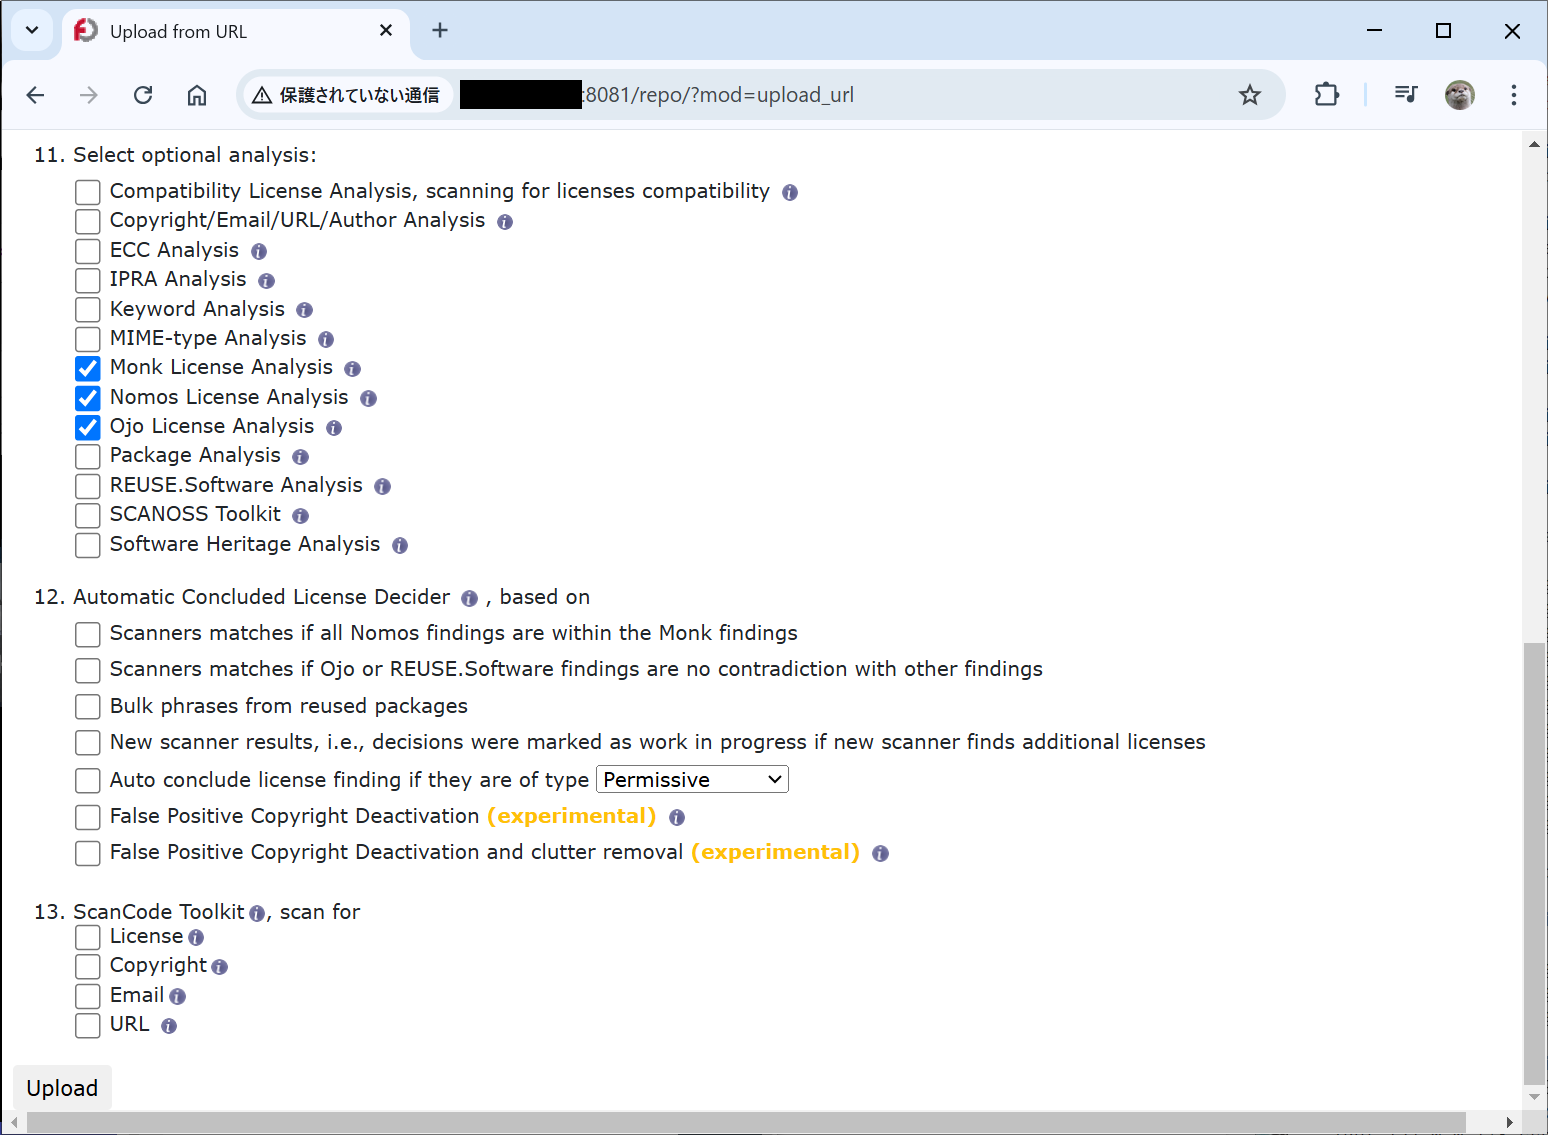 Upload from URL
保護されていない通信 :8081/repo/?mod=upload_url
11. Select optional analysis:
Compatibility License Analysis, scanning for licenses compatibility
Copyright/Email/URL/Author Analysis
ECC Analysis
IPRA Analysis
Keyword Analysis
MIME-type Analysis
Monk License Analysis
Nomos License Analysis
Ojo License Analysis
Package Analysis
REUSE.Software Analysis
SCANOSS Toolkit
Software Heritage Analysis
12. Automatic Concluded License Decider , based on
Scanners matches if all Nomos findings are within the Monk findings
Scanners matches if Ojo or REUSE.Software findings are no contradiction with other findings
Bulk phrases from reused packages
New scanner results, i.e., decisions were marked as work in progress if new scanner finds additional licenses
Auto conclude license finding if they are of type Permissive
False Positive Copyright Deactivation (experimental)
False Positive Copyright Deactivation and clutter removal (experimental)
13. ScanCode Toolkit, scan for
License
Copyright
Email
URL
Upload